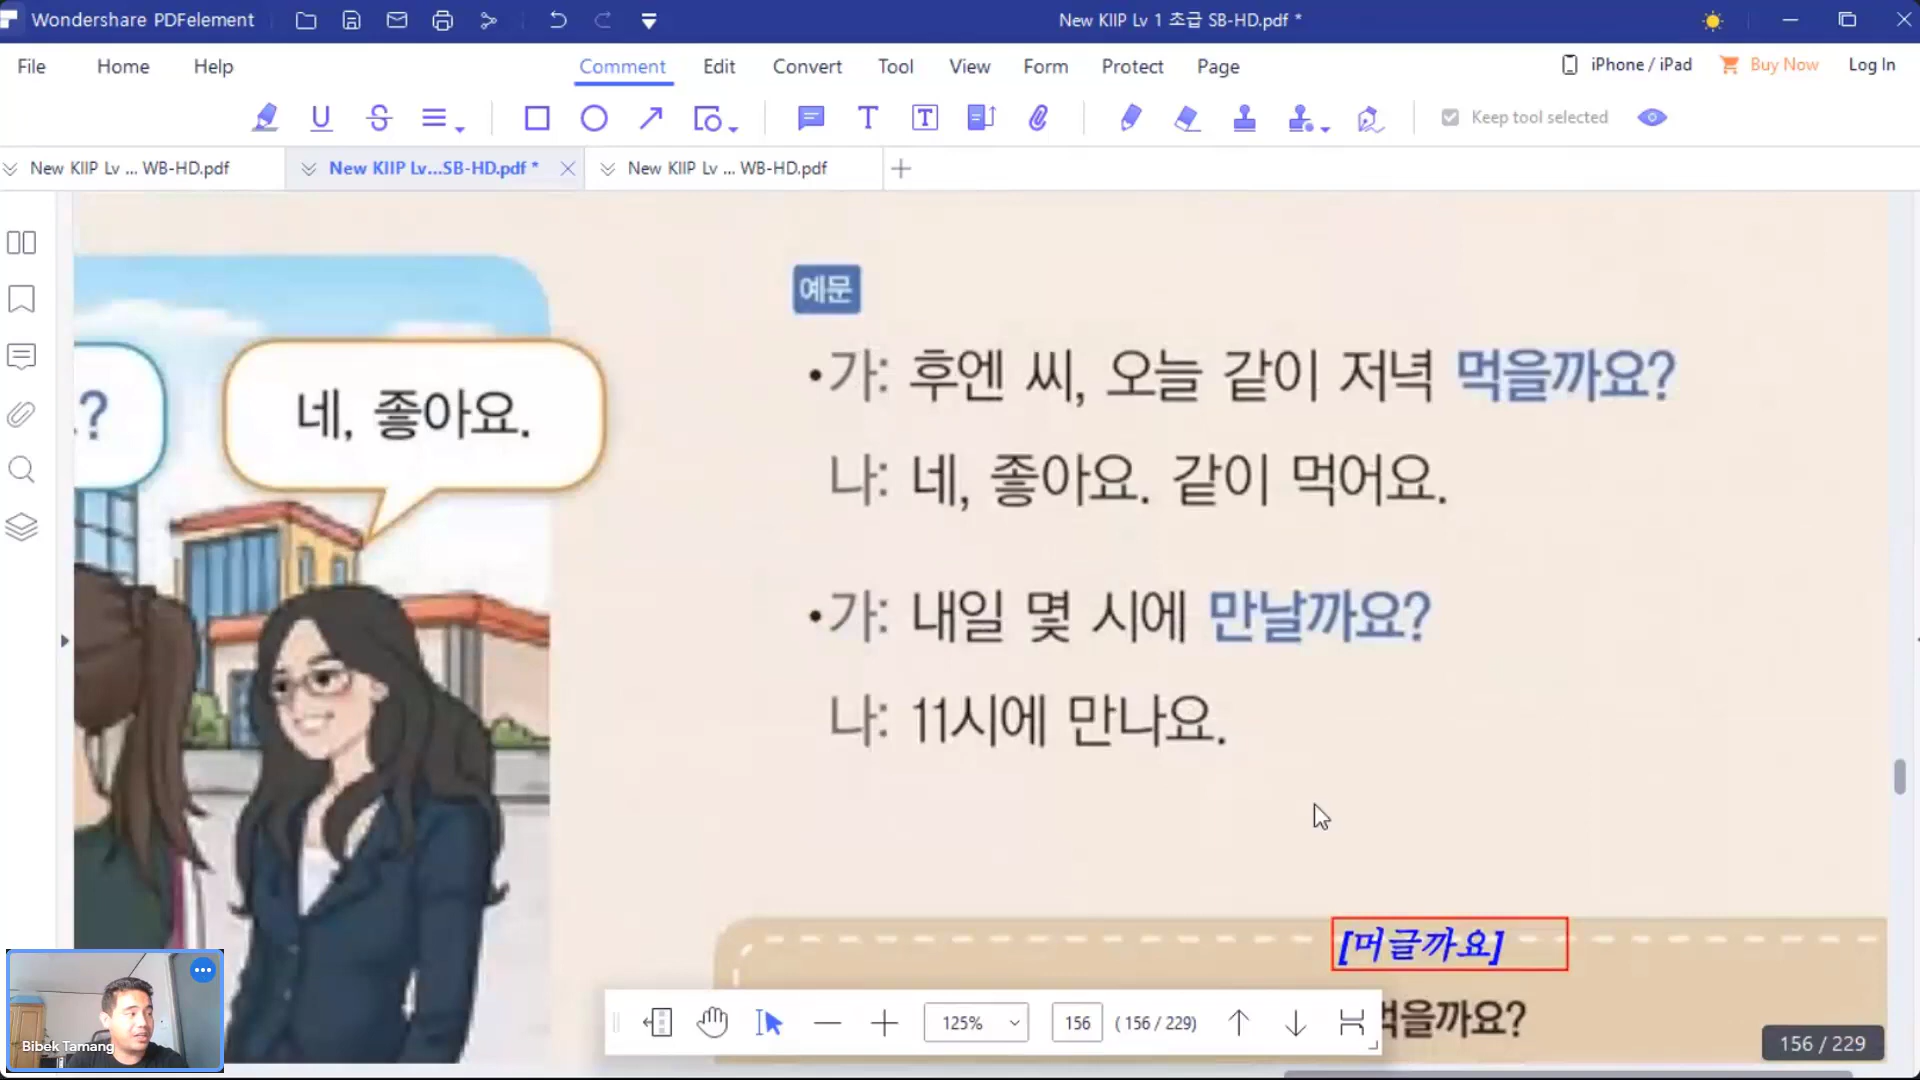 Wondershare PDFelement
New KIIP Lv 1 초급 SB-HD.pdf *
File
Home
Help
Comment
Edit
Convert
Tool
View
Form
Protect
Page
iPhone / iPad
Buy Now
Log In
Keep tool selected
New KIIP Lv ... WB-HD.pdf
New KIIP Lv...SB-HD.pdf *
New KIIP Lv ... WB-HD.pdf
예문
•가: 후엔 씨, 오늘 같이 저녁 먹을까요?
나: 네, 좋아요. 같이 먹어요.
•가: 내일 몇 시에 만날까요?
나: 11시에 만나요.
.?
네, 좋아요.
[머글까요]
먹을까요?
125%
156
( 156 / 229)
156 / 229
Bibek Tamang